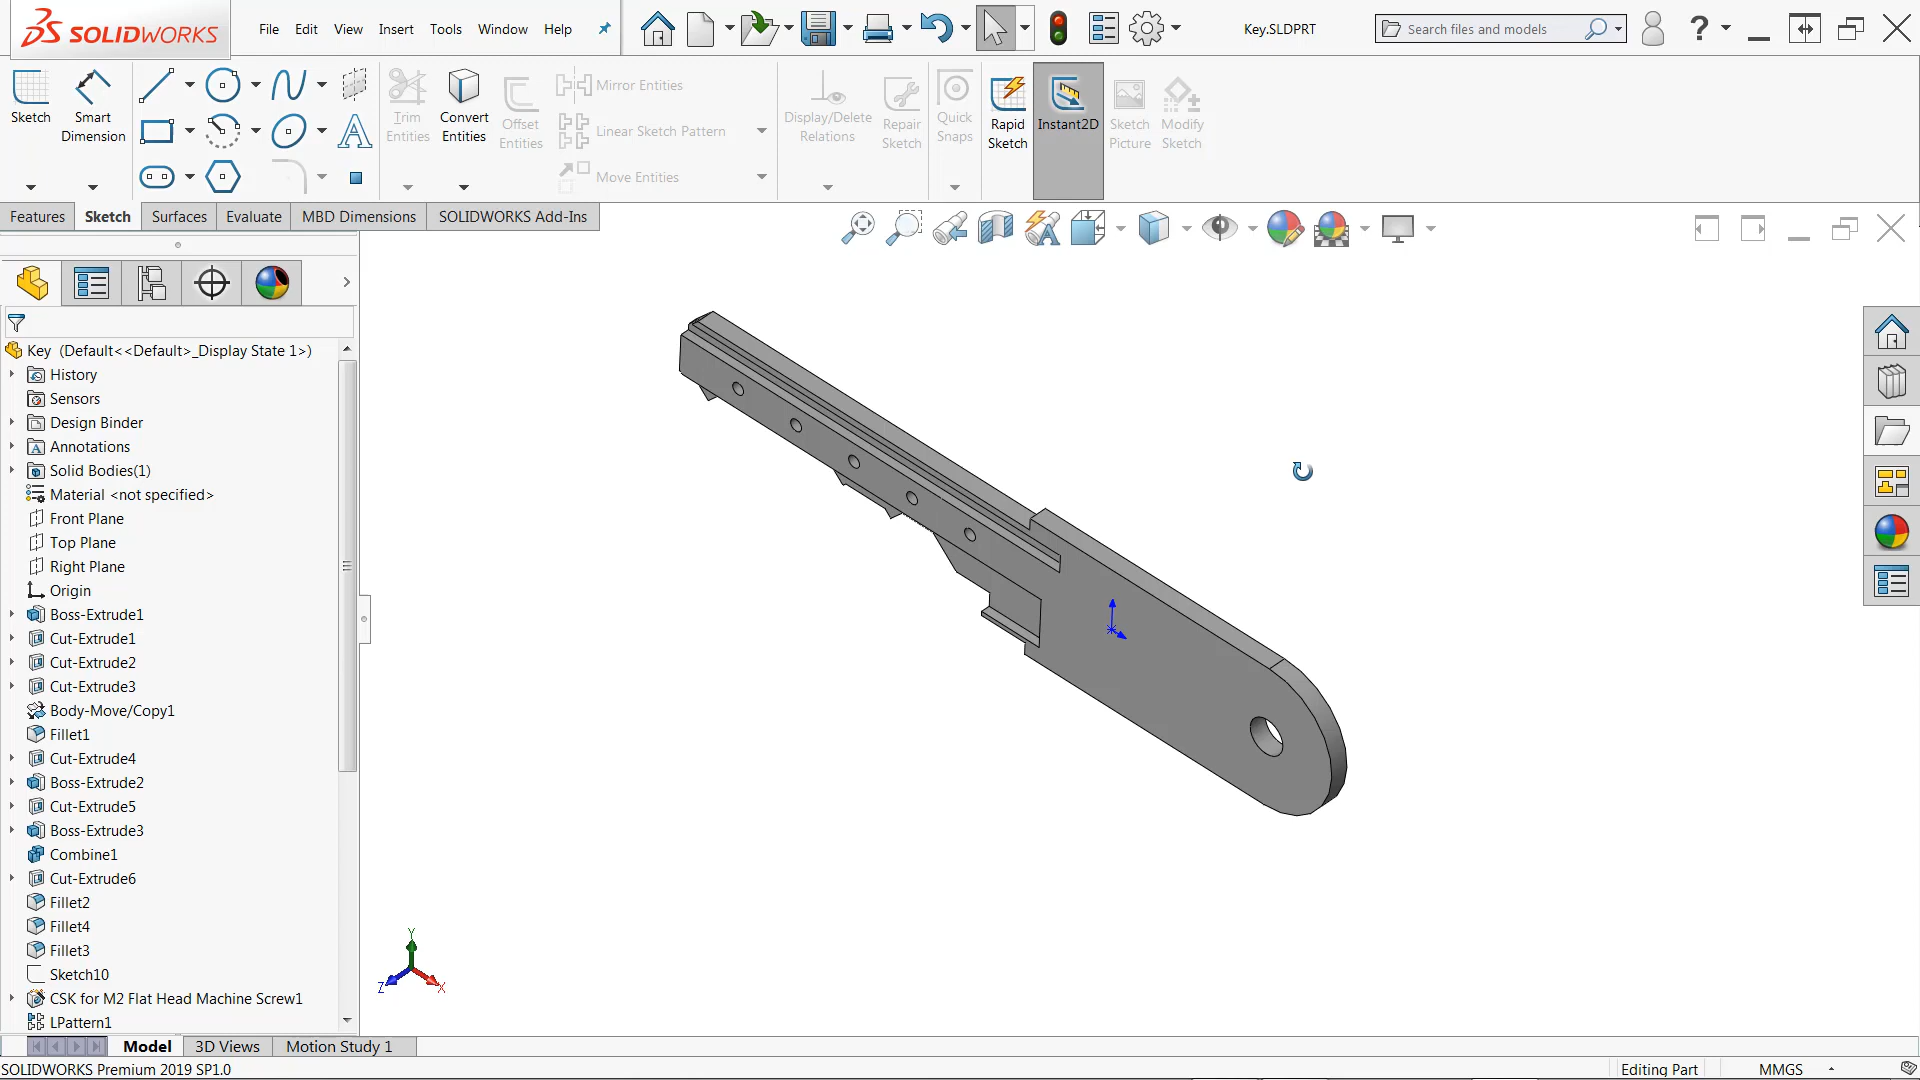 SOLIDWORKS
File Edit View Insert Tools Window Help
Key.SLDPRT
Search files and models
Sketch
Smart Dimension
Trim Entities
Convert Entities
Offset Entities
Mirror Entities
Linear Sketch Pattern
Move Entities
Display/Delete Relations
Repair Sketch
Quick Snaps
Rapid Sketch
Instant2D
Sketch Picture
Modify Sketch
Features Sketch Surfaces Evaluate MBD Dimensions SOLIDWORKS Add-Ins
Key (Default<<Default>_Display State 1>)
History
Sensors
Design Binder
Annotations
Solid Bodies(1)
Material <not specified>
Front Plane
Top Plane
Right Plane
Origin
Boss-Extrude1
Cut-Extrude1
Cut-Extrude2
Cut-Extrude3
Body-Move/Copy1
Fillet1
Cut-Extrude4
Boss-Extrude2
Cut-Extrude5
Boss-Extrude3
Combine1
Cut-Extrude6
Fillet2
Fillet4
Fillet3
Sketch10
CSK for M2 Flat Head Machine Screw1
LPattern1
Y
Z X
Model 3D Views Motion Study 1
SOLIDWORKS Premium 2019 SP1.0
Editing Part MMGS